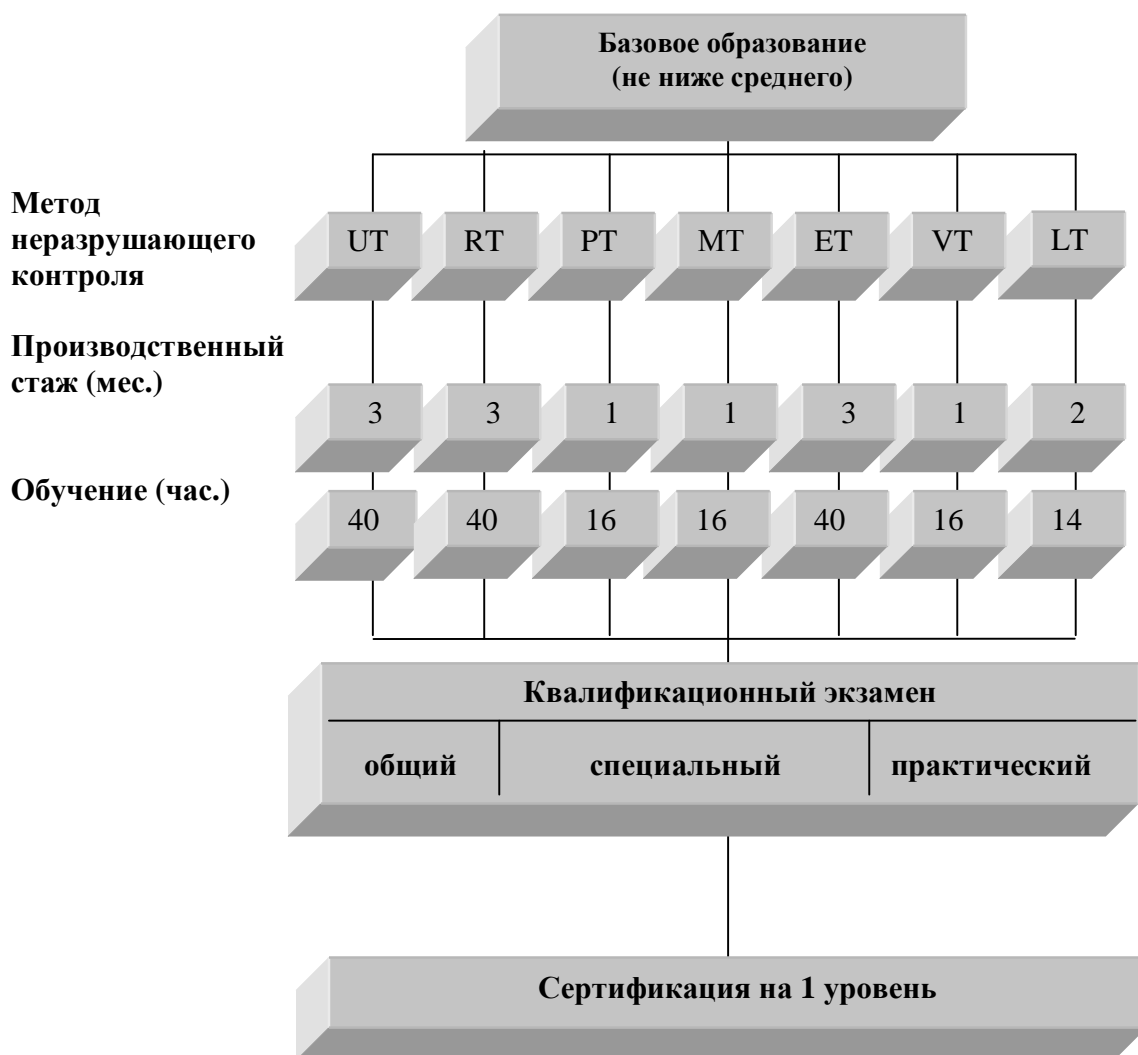 Базовое образование
(не ниже среднего)
Метод
неразрушающего
контроля
UT RT PT MT ET VT LT
Производственный
стаж (мес.)
3 3 1 1 3 1 2
Обучение (час.)
40 40 16 16 40 16 14
Квалификационный экзамен
общий специальный практический
Сертификация на 1 уровень